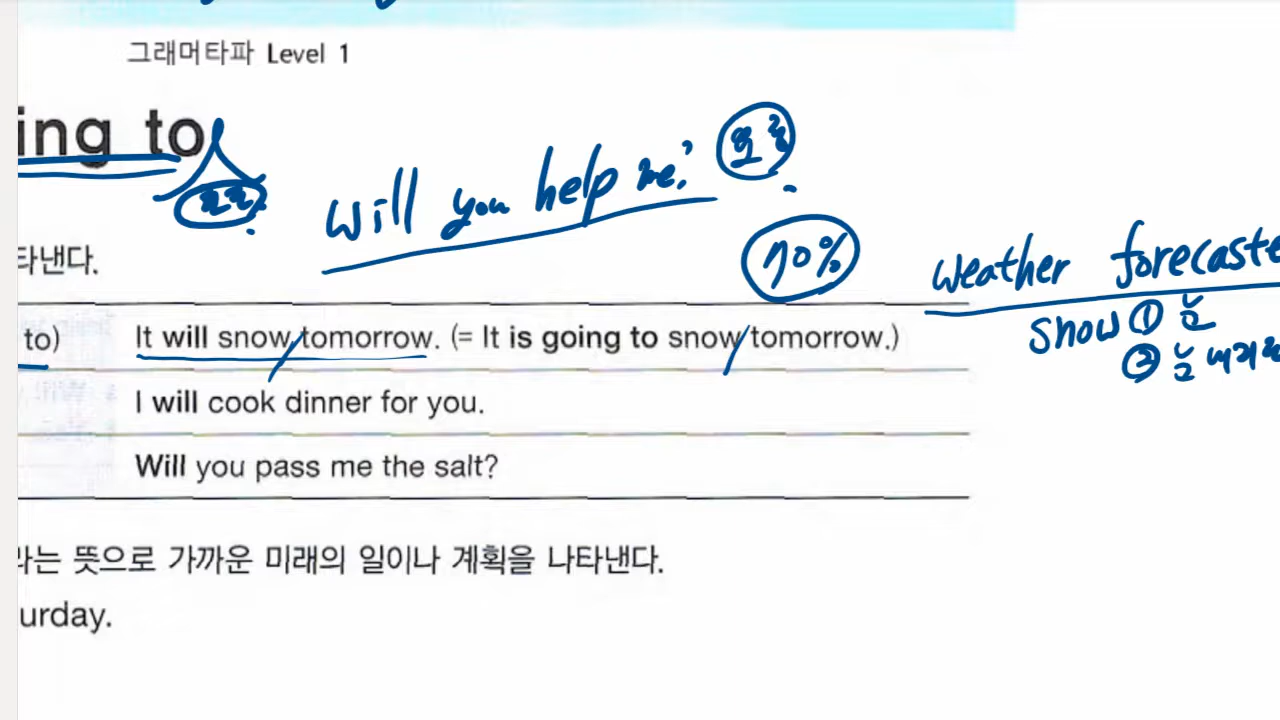 그래머타파 Level 1
ing to
will you help me?
70%
타낸다.
weather forecaste
snow ① 눈
② 눈 내리
to) It will snow tomorrow. (= It is going to snow tomorrow.)
I will cook dinner for you.
Will you pass me the salt?
라는 뜻으로 가까운 미래의 일이나 계획을 나타낸다.
urday.